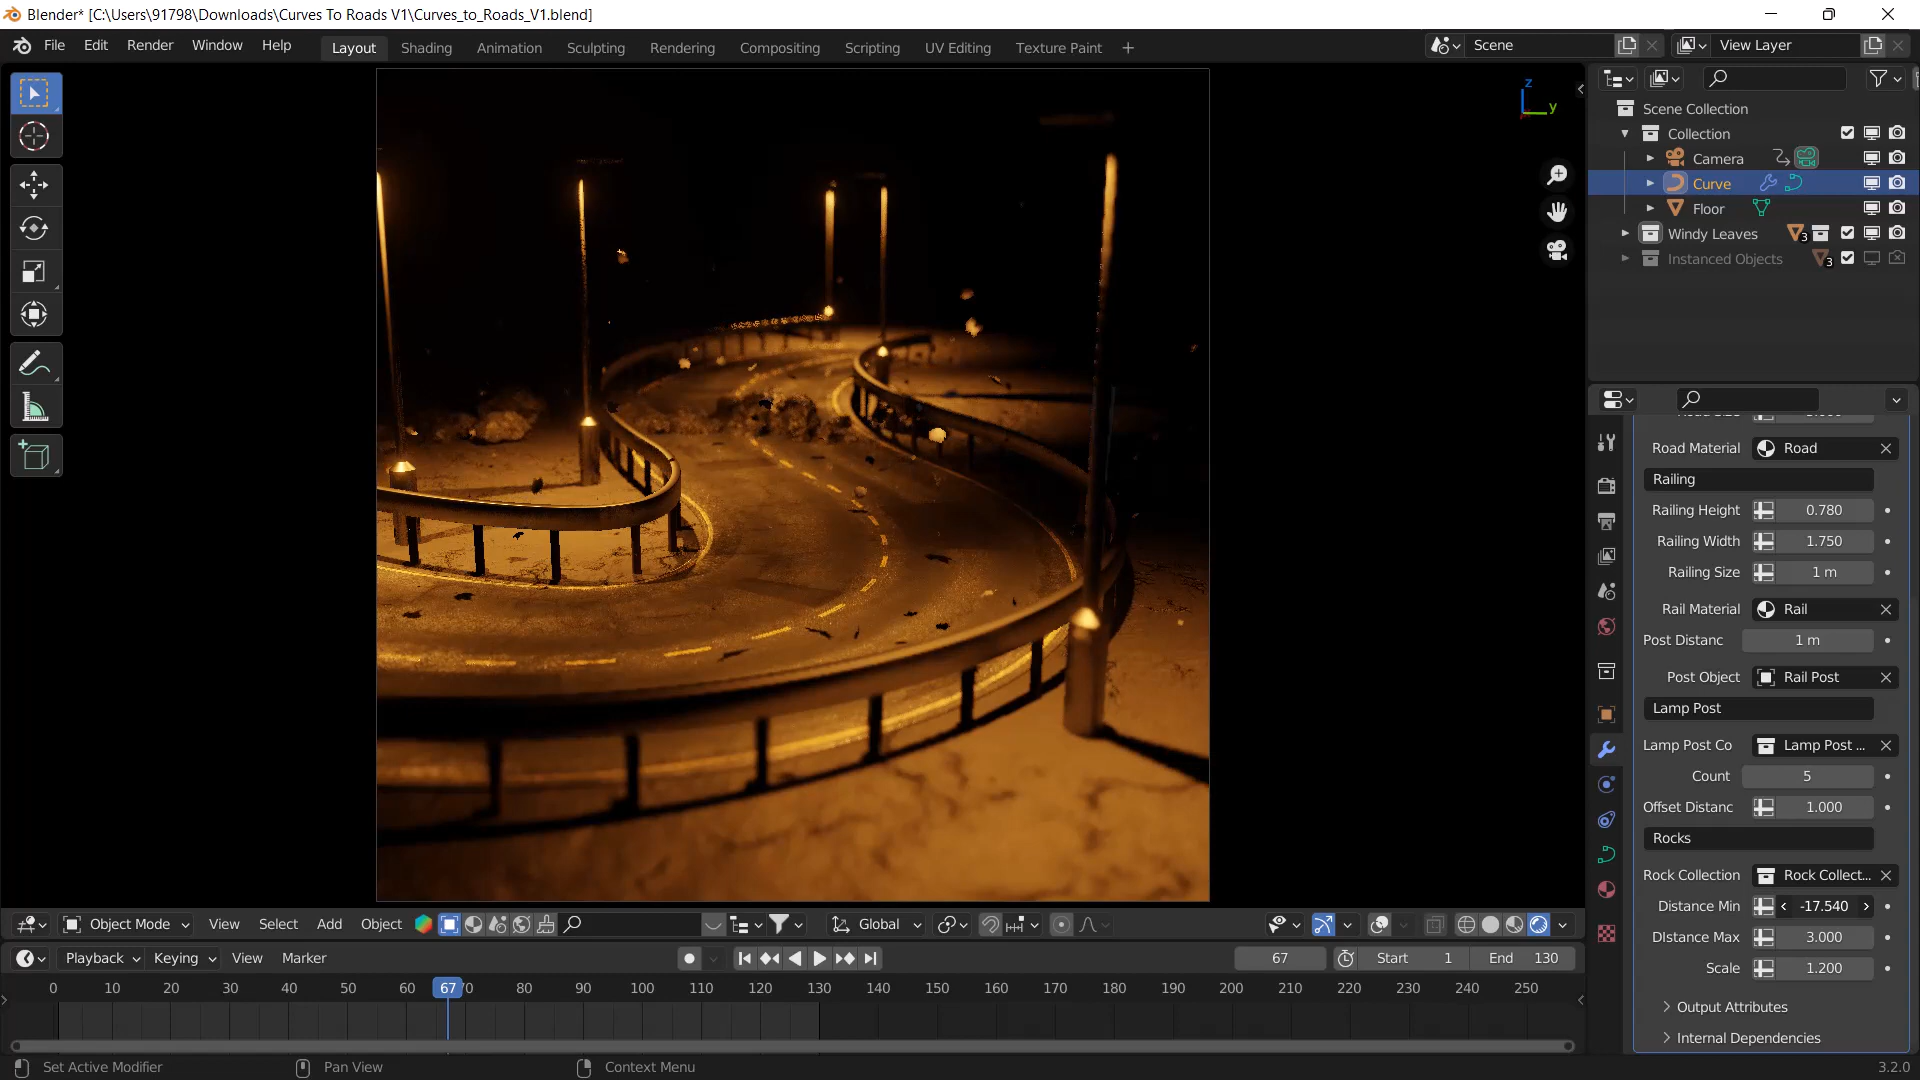 Blender* [C:\Users\91798\Downloads\Curves To Roads V1\Curves_to_Roads_V1.blend]
File Edit Render Window Help
Layout Shading Animation Sculpting Rendering Compositing Scripting UV Editing Texture Paint +
Scene
View Layer
z
y
Scene Collection
Collection
Camera
Curve
Floor
Windy Leaves 3
Instanced Objects 3
Road Material Road
Railing
Railing Height 0.780
Railing Width 1.750
Railing Size 1 m
Rail Material Rail
Post Distanc 1 m
Post Object Rail Post
Lamp Post
Lamp Post Co Lamp Post ...
Count 5
Offset Distanc 1.000
Rocks
Rock Collection Rock Collect...
Distance Min -17.540
DIstance Max 3.000
Scale 1.200
Output Attributes
Internal Dependencies
Object Mode View Select Add Object Global
Playback Keying View Marker 67 Start 1 End 130
0 10 20 30 40 50 60 67 70 80 90 100 110 120 130 140 150 160 170 180 190 200 210 220 230 240 250
Set Active Modifier Pan View Context Menu 3.2.0